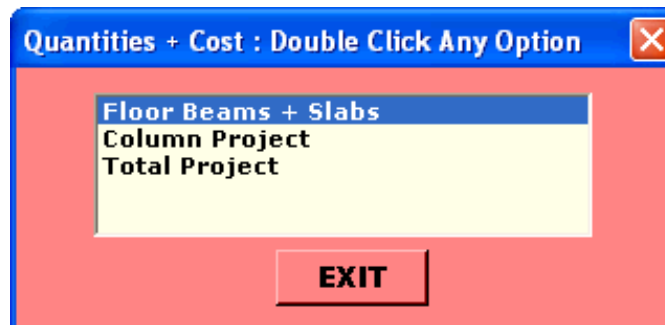 Quantities + Cost : Double Click Any Option
Floor Beams + Slabs
Column Project
Total Project
EXIT